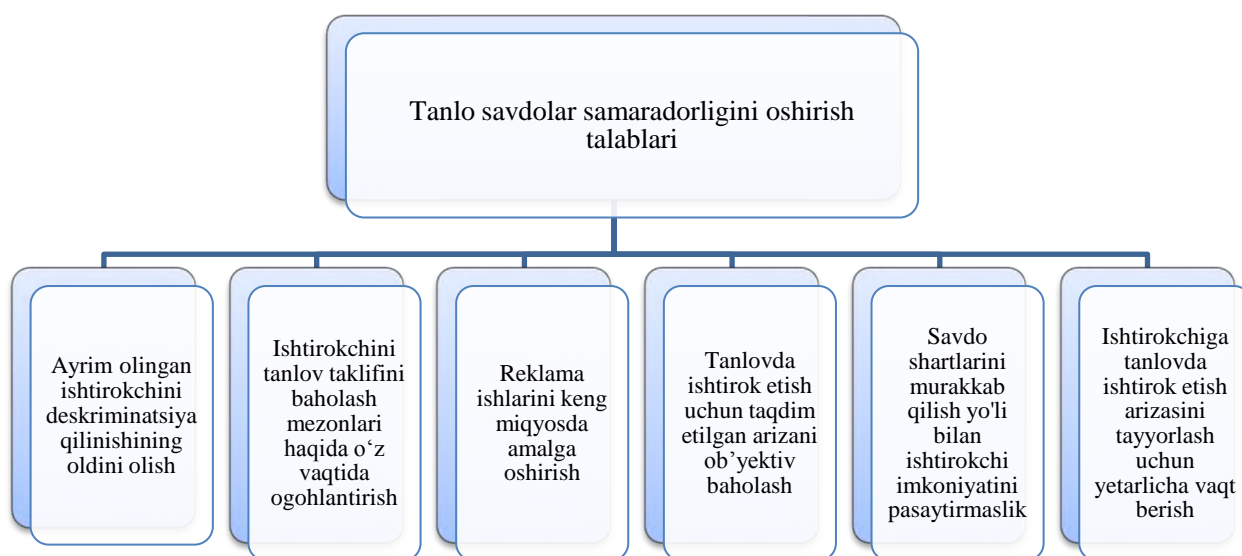 Tanlo savdolar samaradorligini oshirish
talablari
Ayrim olingan
ishtirokchini
deskriminatsiya
qilinishining
oldini olish
Ishtirokchini
tanlov taklifini
baholash
mezonlari
haqida o‘z
vaqtida
ogohlantirish
Reklama
ishlarini keng
miqyosda
amalga
oshirish
Tanlovda
ishtirok etish
uchun taqdim
etilgan arizani
ob’yektiv
baholash
Savdo
shartlarini
murakkab
qilish yo'li
bilan
ishtirokchi
imkoniyatini
pasaytirmaslik
Ishtirokchiga
tanlovda
ishtirok etish
arizasini
tayyorlash
uchun
yetarlicha vaqt
berish